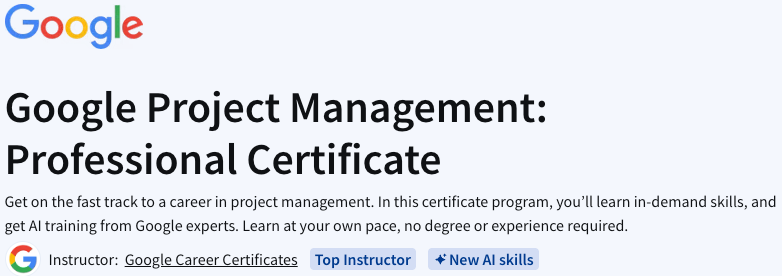 Google
Google Project Management:
Professional Certificate
Get on the fast track to a career in project management. In this certificate program, you’ll learn in-demand skills, and
get AI training from Google experts. Learn at your own pace, no degree or experience required.
G Instructor: Google Career Certificates Top Instructor New AI skills